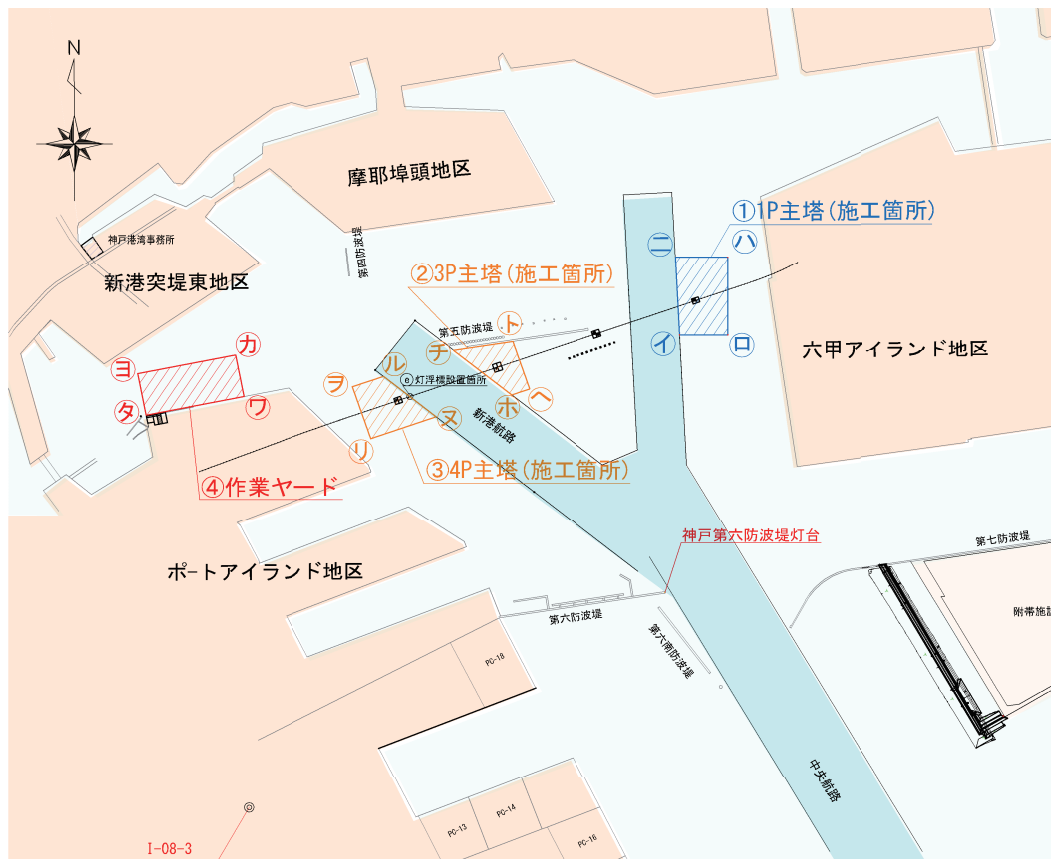 N
摩耶埠頭地区
①1P主塔(施工箇所)
ニ
ハ
神戸港湾事務所
第四防波堤
新港突堤東地区
②3P主塔(施工箇所)
第五防波堤
ト
イ
ロ
六甲アイランド地区
カ
ヨ
チ
ル
ⓔ灯浮標設置箇所
ヲ
ヘ
ホ
タ
ワ
ヌ
新港航路
リ
③4P主塔(施工箇所)
④作業ヤード
神戸第六防波堤灯台
第七防波堤
ポートアイランド地区
第六防波堤
附帯施設
第六南防波堤
PC-18
中央航路
PC-14
PC-13
PC-16
I-08-3